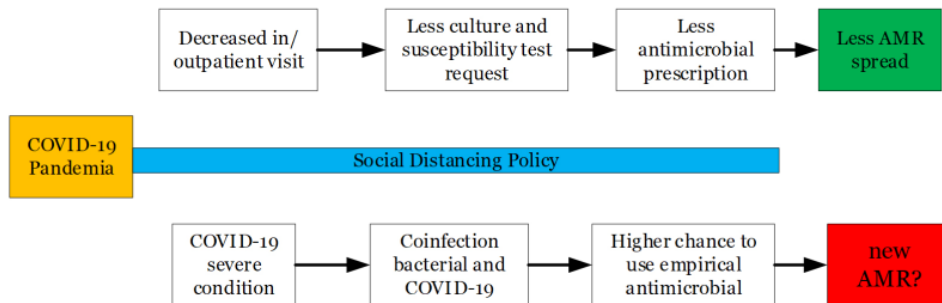 Decreased in/
outpatient visit
Less culture and
susceptibility test
request
Less
antimicrobial
prescription
Less AMR
spread
COVID-19
Pandemia
Social Distancing Policy
COVID-19
severe
condition
Coinfection
bacterial and
COVID-19
Higher chance to
use empirical
antimicrobial
new
AMR?